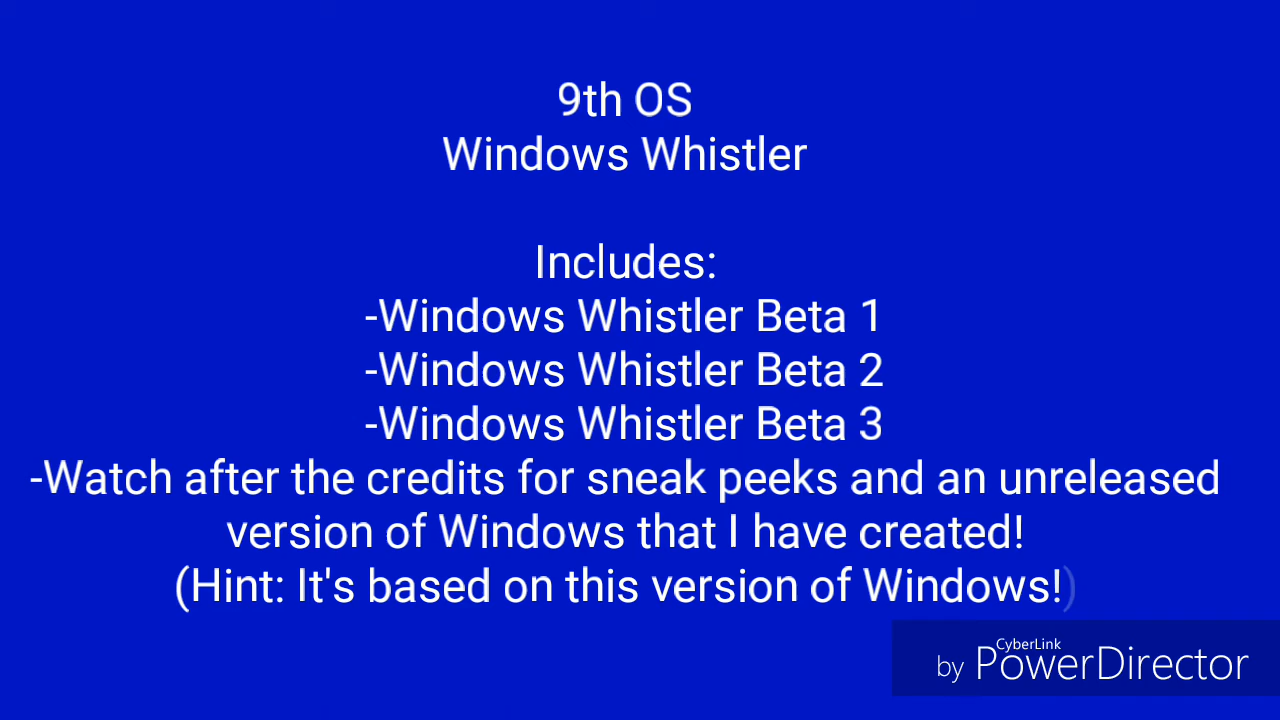 9th OS
Windows Whistler
Includes:
-Windows Whistler Beta 1
-Windows Whistler Beta 2
-Windows Whistler Beta 3
-Watch after the credits for sneak peeks and an unreleased
version of Windows that I have created!
(Hint: It's based on this version of Windows!)
CyberLink
by PowerDirector